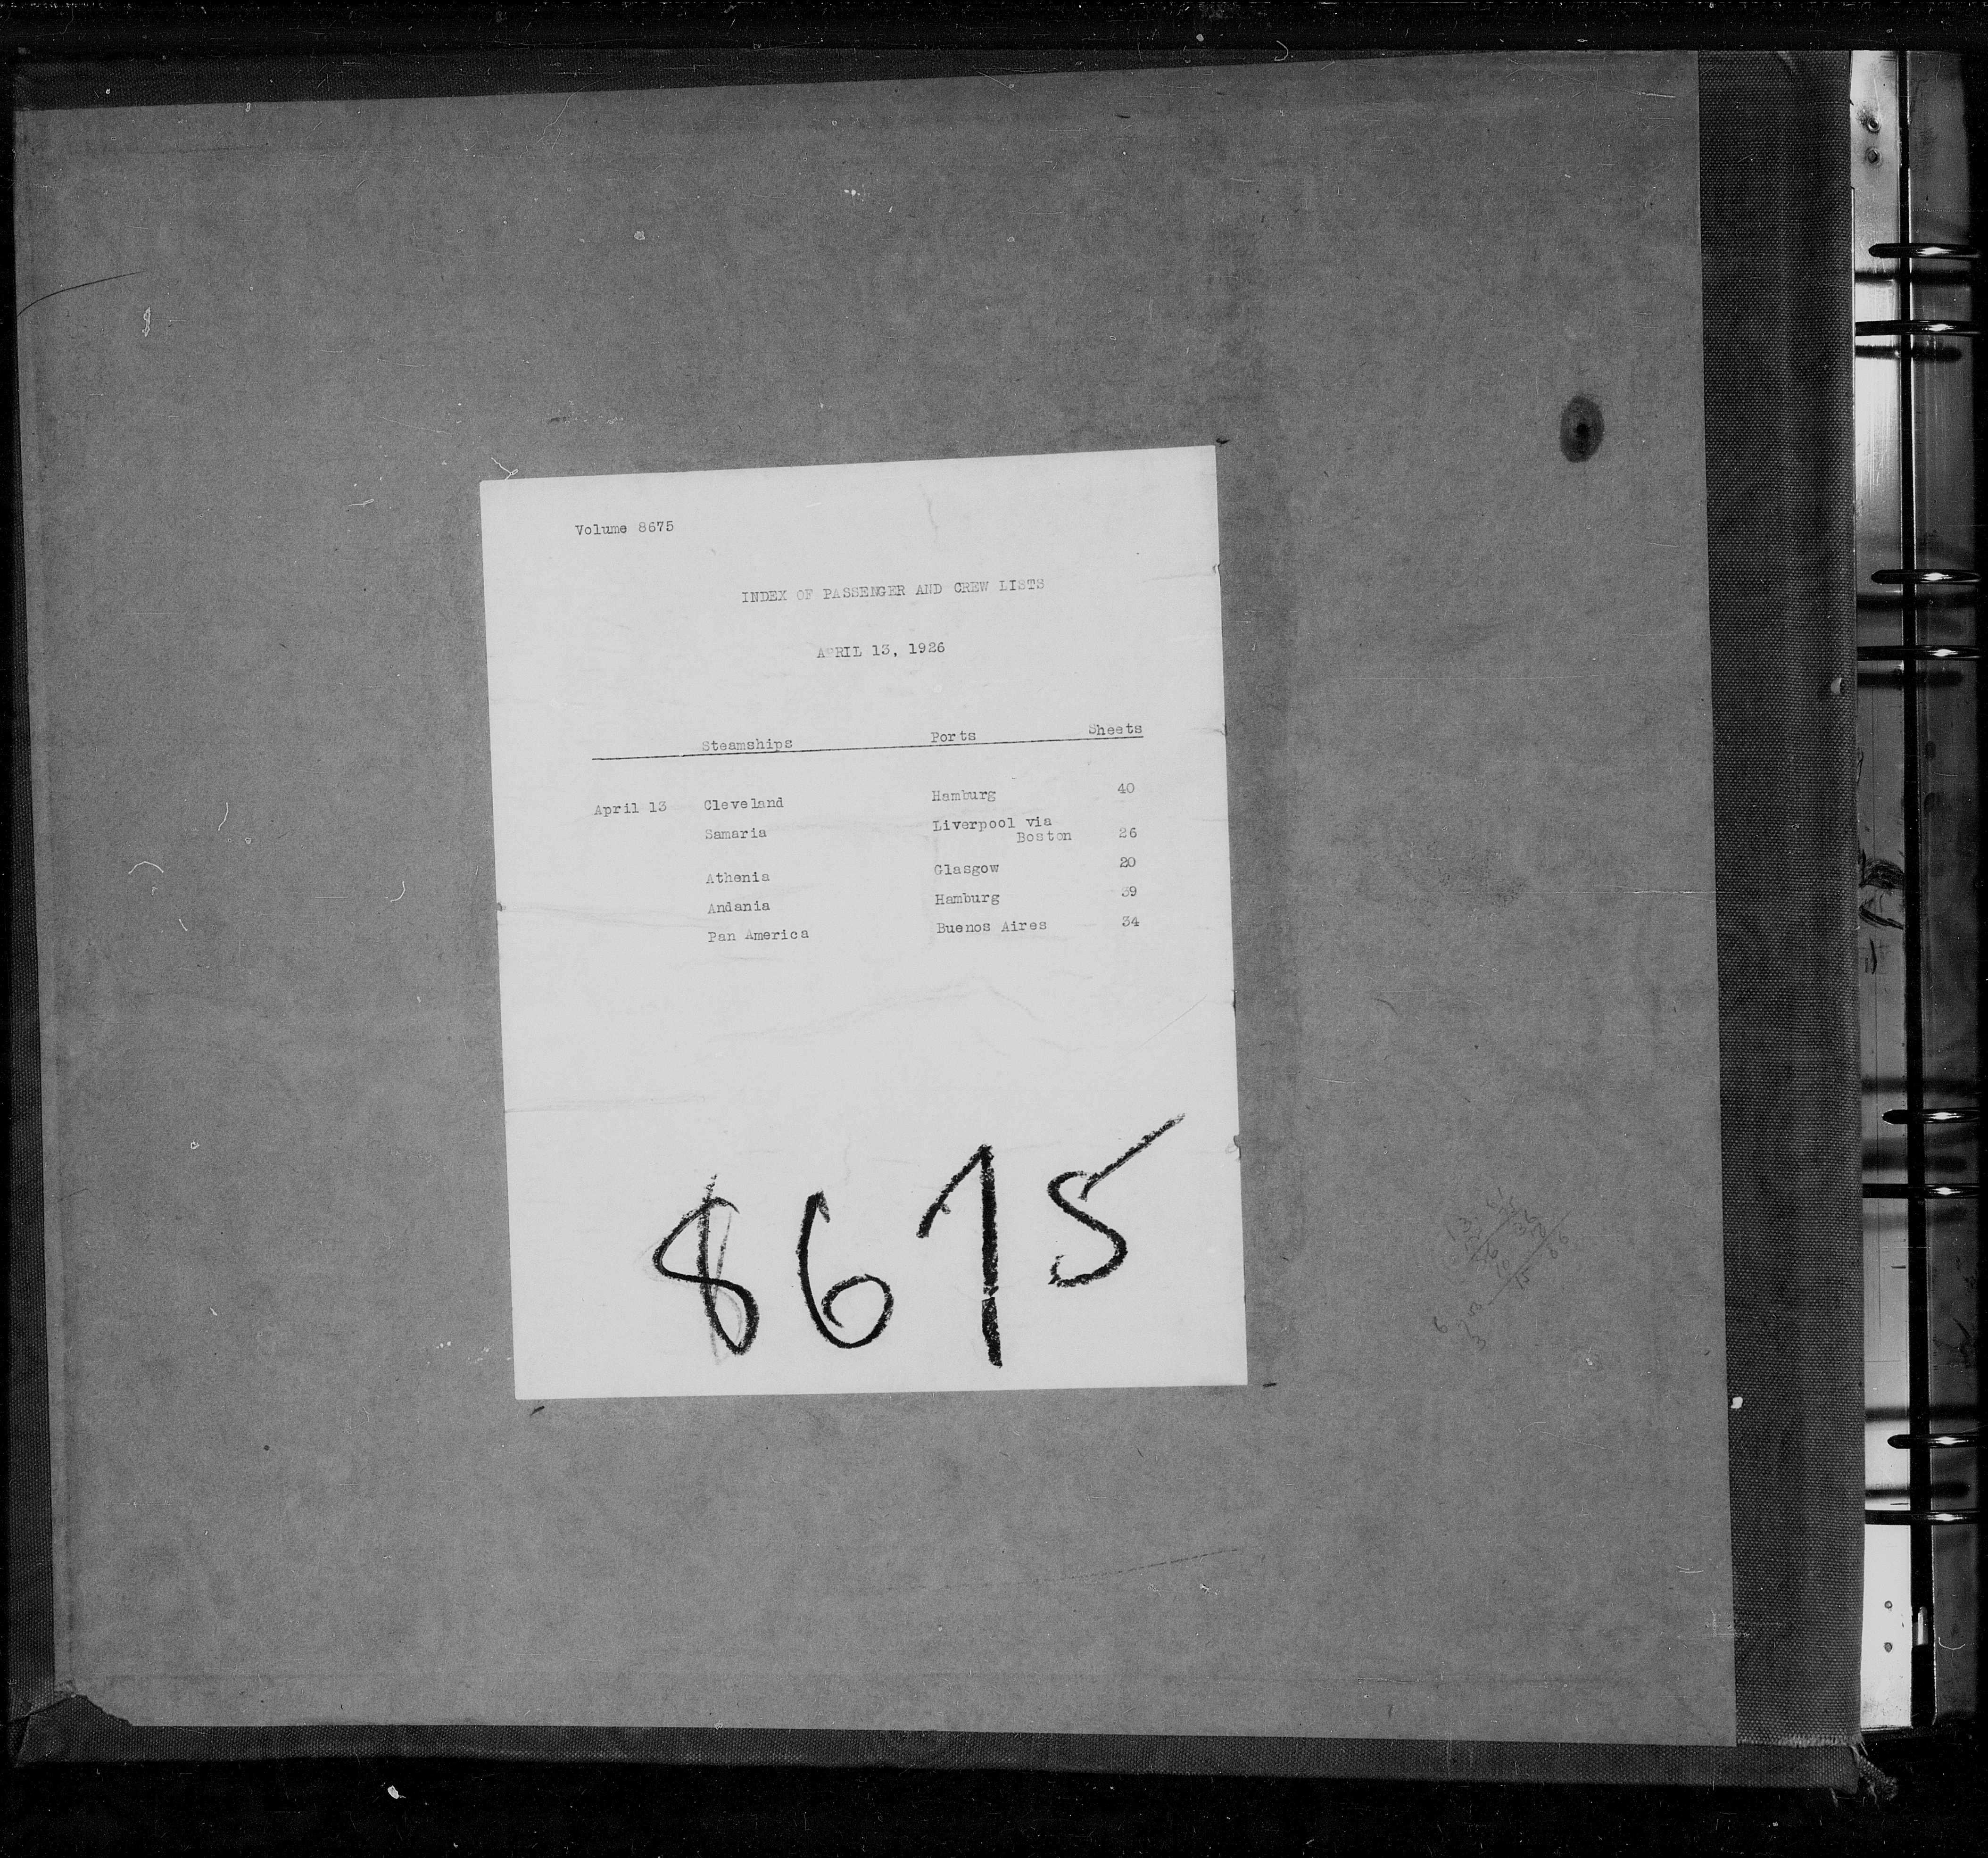 Volume 8675
INDEX OF PASSENGER AND CREW LISTS
APRIL 13, 1926
Steamships Ports Sheets
April 13 Cleveland Hamburg 40
Samaria Liverpool via
Boston 26
Athenia Glasgow 20
Andania Hamburg 39
Pan America Buenos Aires 34
8675